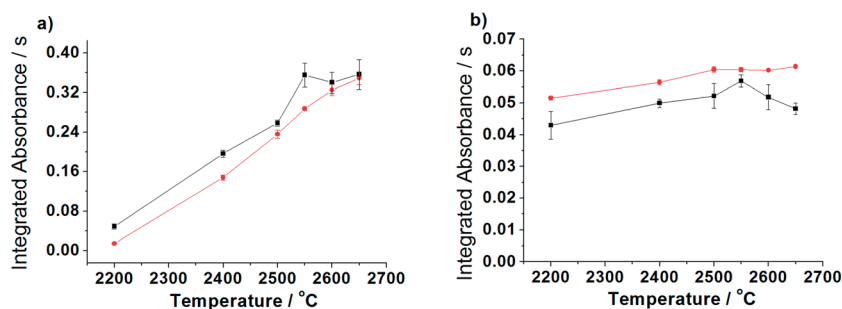 a)
Integrated Absorbance / s
0.40
0.32
0.24
0.16
0.08
0.00
2200 2300 2400 2500 2600 2700
Temperature / °C
b)
Integrated Absorbance / s
0.07
0.06
0.05
0.04
0.03
0.02
0.01
0.00
2200 2300 2400 2500 2600 2700
Temperature / °C